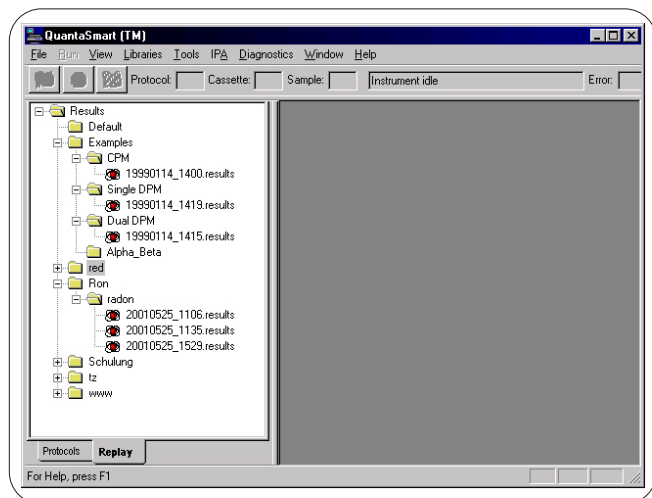 QuantaSmart (TM)
File Run View Libraries Tools IPA Diagnostics Window Help
Protocol: Cassette: Sample: Instrument idle Error:
Results
Default
Examples
CPM
19990114_1400.results
Single DPM
19990114_1419.results
Dual DPM
19990114_1415.results
Alpha_Beta
red
Ron
radon
20010525_1106.results
20010525_1135.results
20010525_1529.results
Schulung
tz
www
Protocols Replay
For Help, press F1